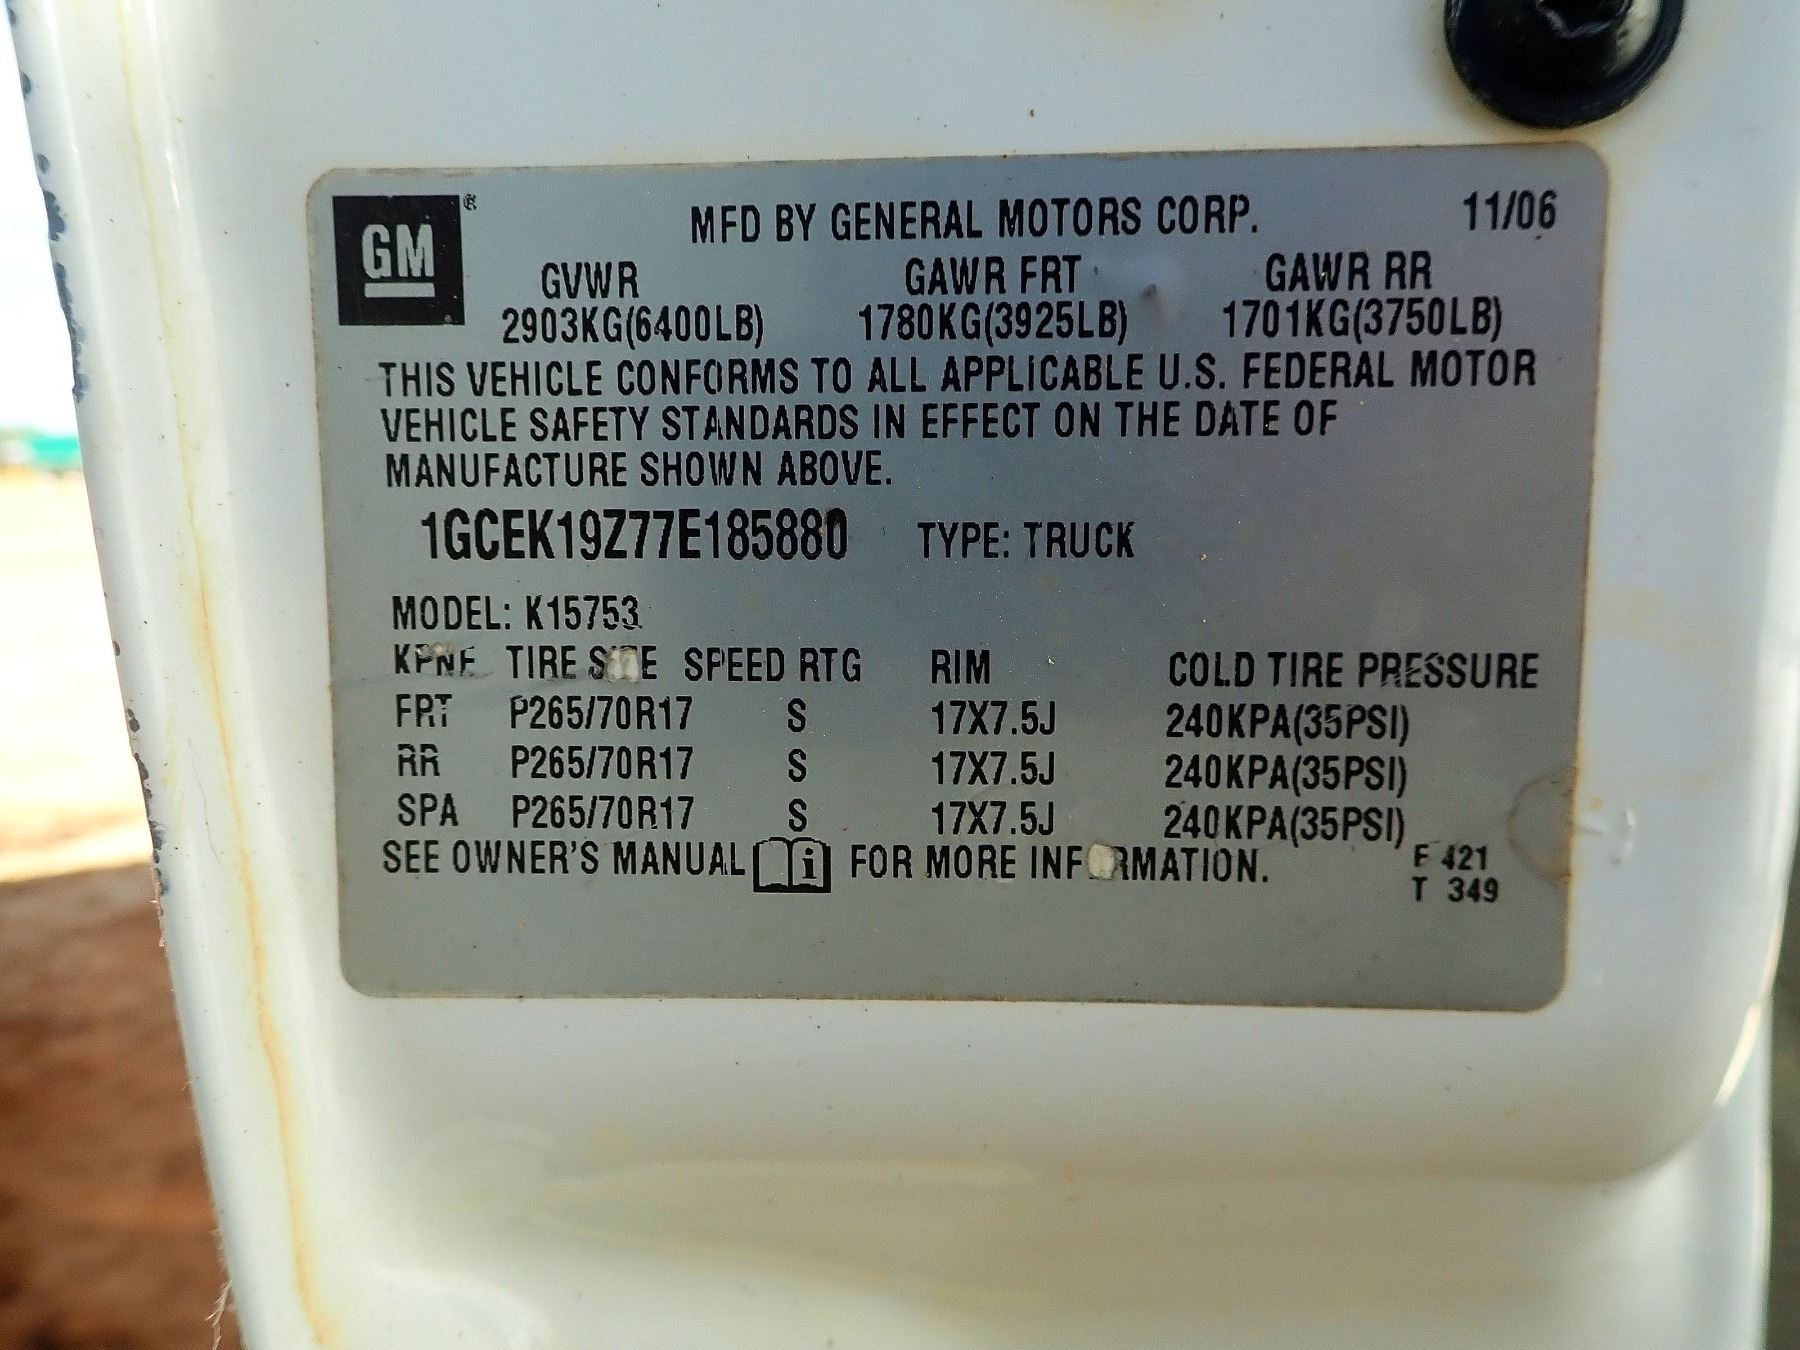 GM ® MFD BY GENERAL MOTORS CORP. 11/06
GVWR GAWR FRT GAWR RR
2903KG(6400LB) 1780KG(3925LB) 1701KG(3750LB)
THIS VEHICLE CONFORMS TO ALL APPLICABLE U.S. FEDERAL MOTOR
VEHICLE SAFETY STANDARDS IN EFFECT ON THE DATE OF
MANUFACTURE SHOWN ABOVE.
1GCEK19Z77E185880 TYPE: TRUCK
MODEL: K15753
TIRE SIZE SPEED RTG RIM COLD TIRE PRESSURE
FRT P265/70R17 S 17X7.5J 240KPA(35PSI)
RR P265/70R17 S 17X7.5J 240KPA(35PSI)
SPA P265/70R17 S 17X7.5J 240KPA(35PSI)
SEE OWNER'S MANUAL i FOR MORE INFORMATION.
F 421
T 349